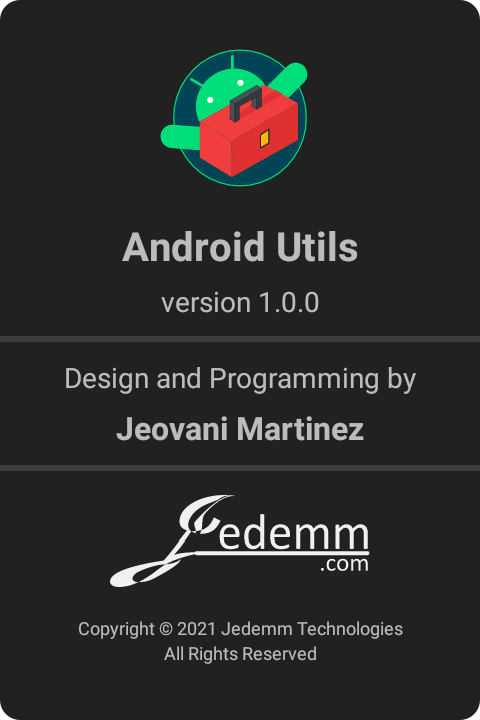 Android Utils
version 1.0.0
Design and Programming by
Jeovani Martinez
Jedemm
.com
Copyright © 2021 Jedemm Technologies
All Rights Reserved